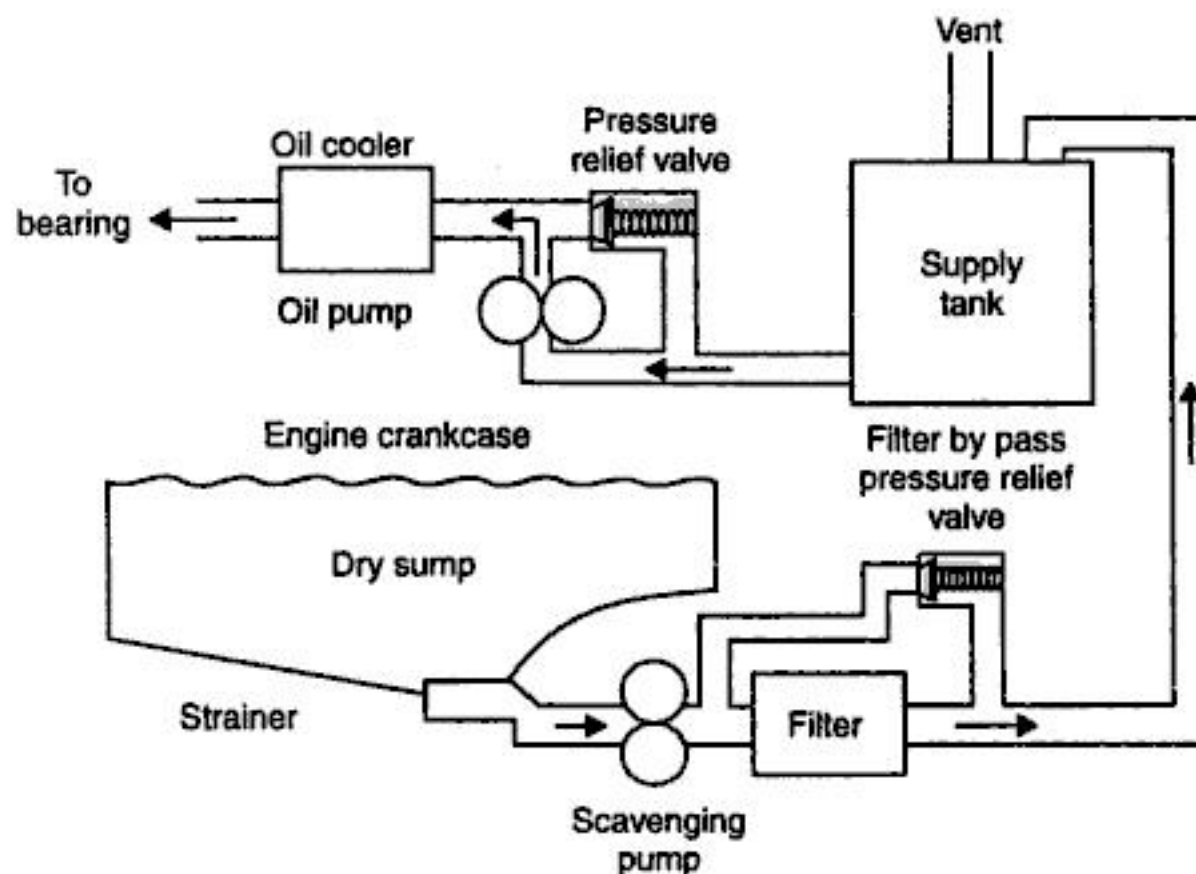 Vent
Pressure
relief valve
Oil cooler
To
bearing
Supply
tank
Oil pump
Engine crankcase
Filter by pass
pressure relief
valve
Dry sump
Strainer
Filter
Scavenging
pump